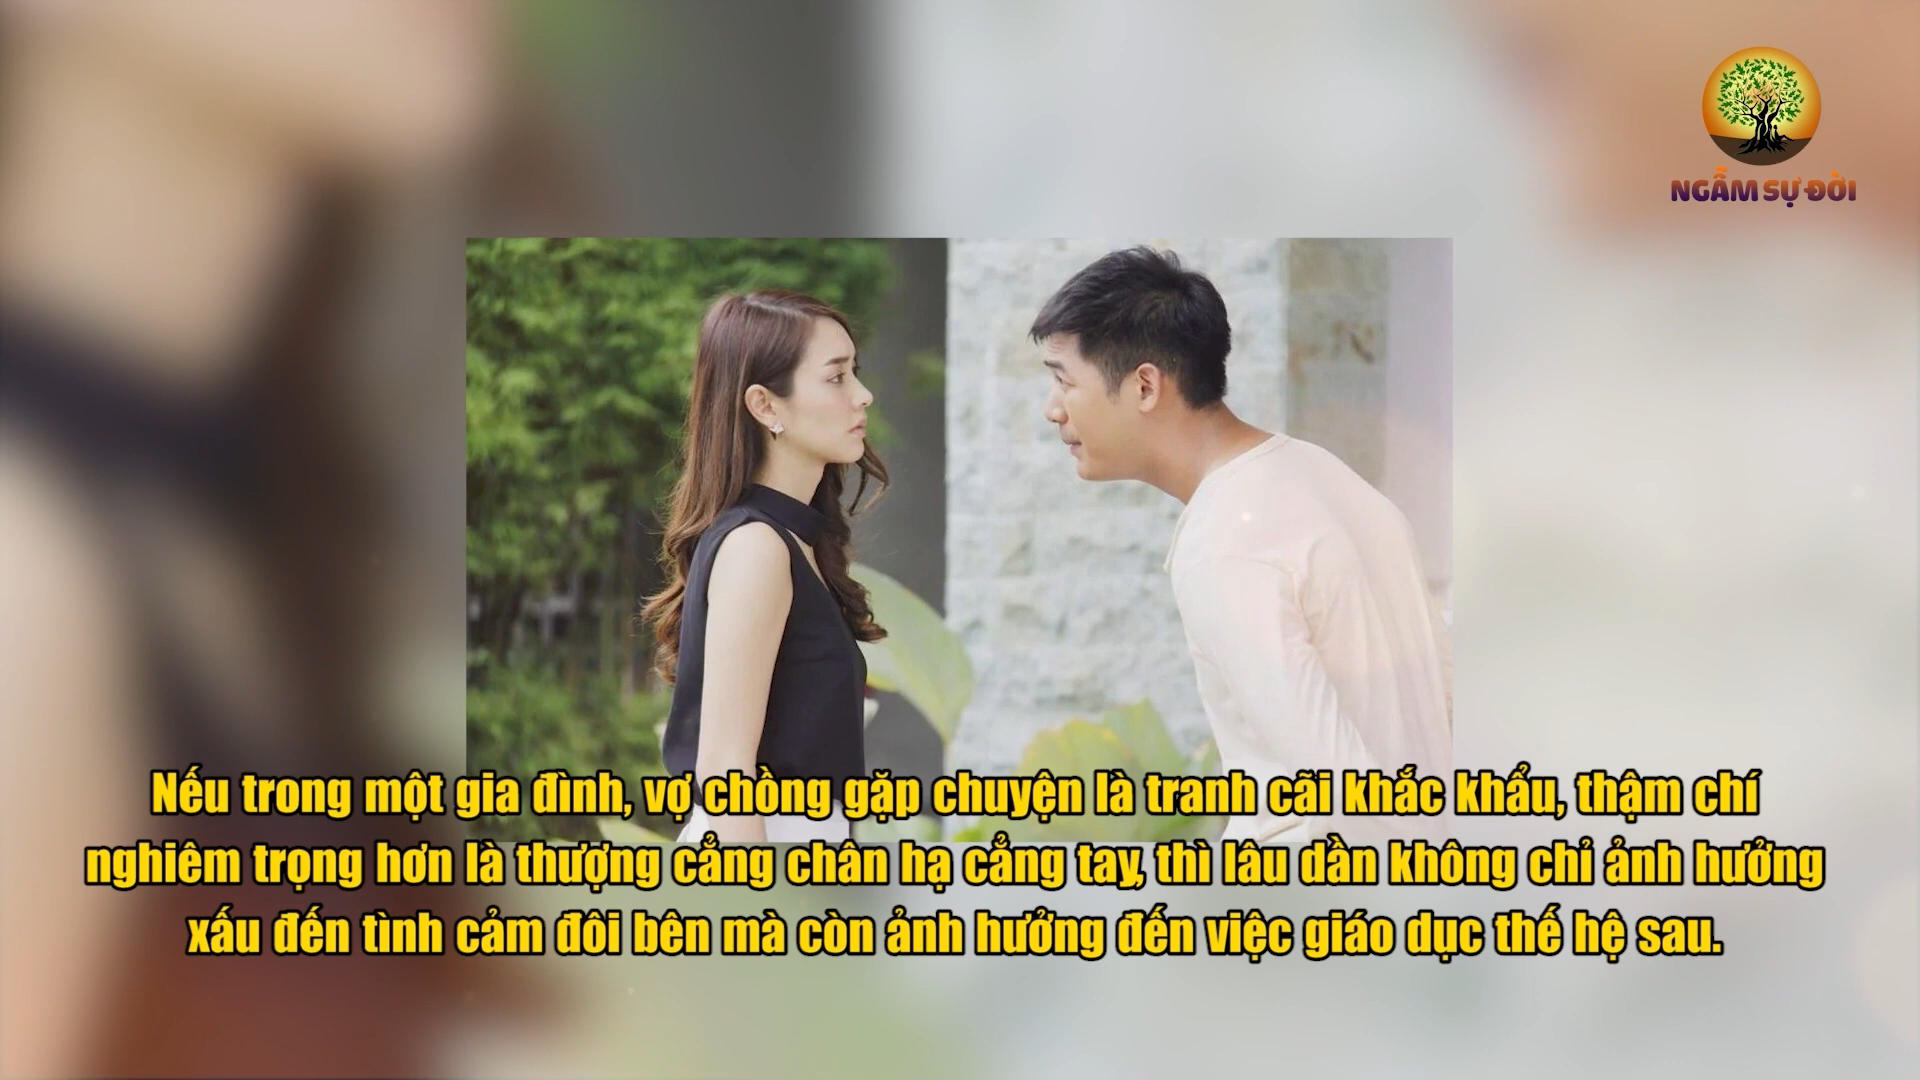 NGẪM SỰ ĐỜI
Nếu trong một gia đình, vợ chồng gặp chuyện là tranh cãi khắc khẩu, thậm chí
nghiêm trọng hơn là thượng cẳng chân hạ cẳng tay, thì lâu dần không chỉ ảnh hưởng
xấu đến tình cảm đôi bên mà còn ảnh hưởng đến việc giáo dục thế hệ sau.